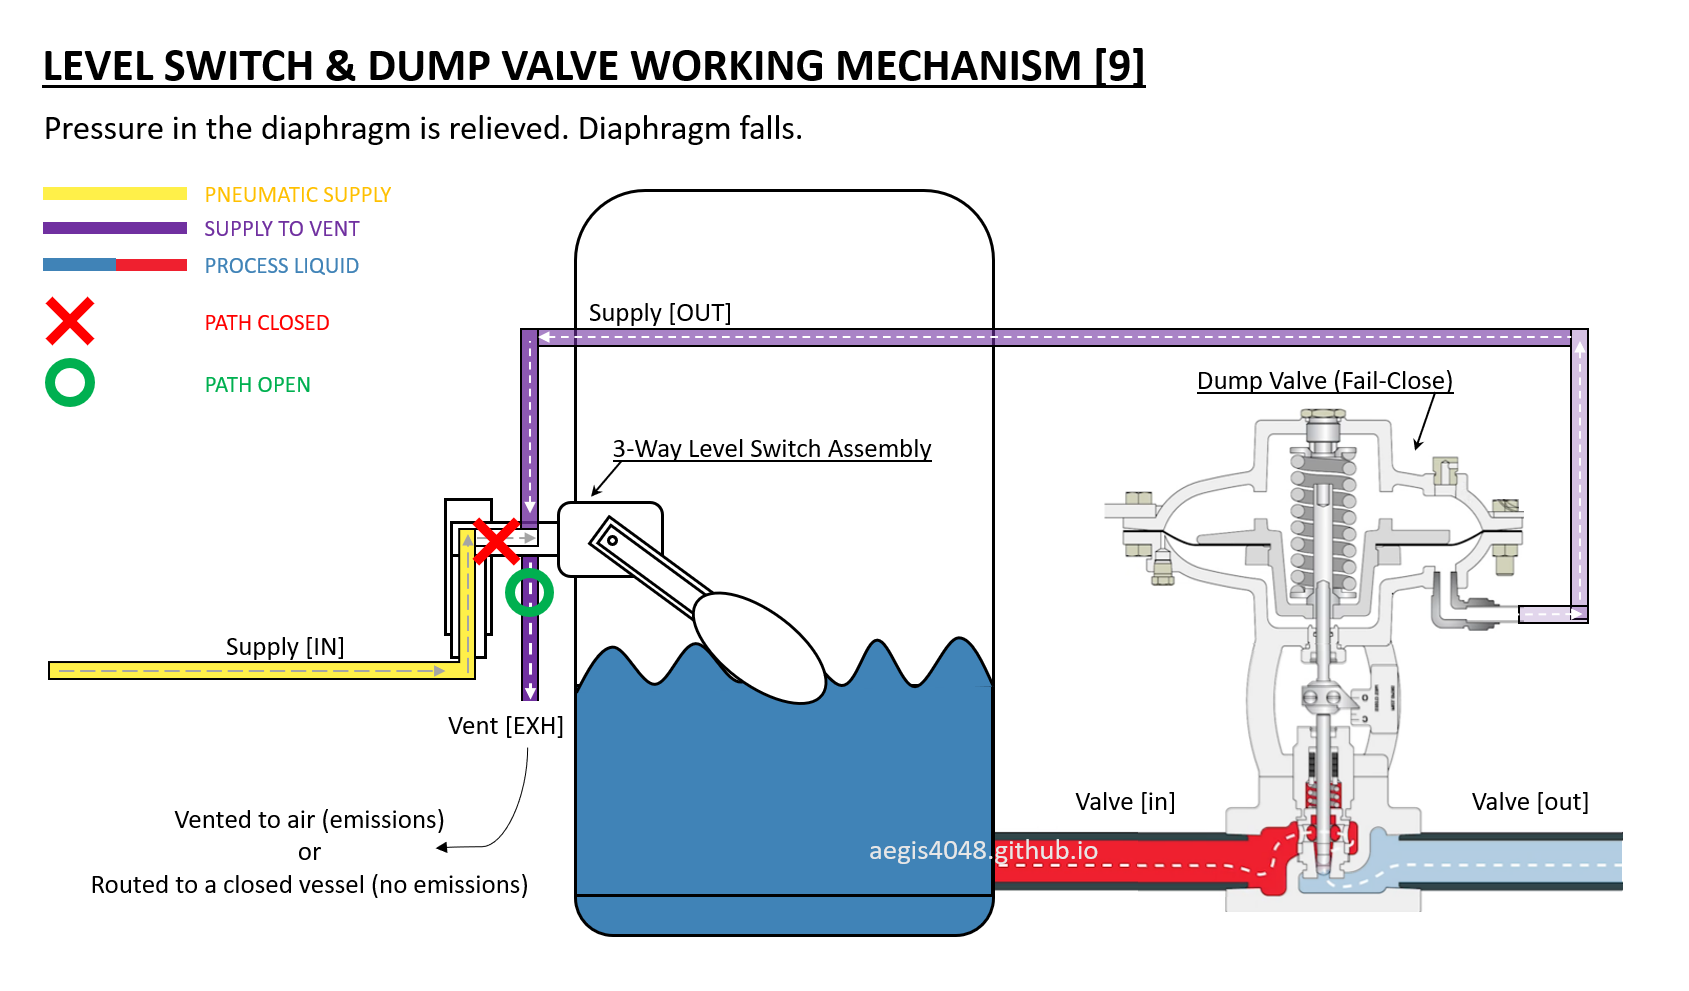 LEVEL SWITCH & DUMP VALVE WORKING MECHANISM [9]
Pressure in the diaphragm is relieved. Diaphragm falls.
PNEUMATIC SUPPLY
SUPPLY TO VENT
PROCESS LIQUID
PATH CLOSED
PATH OPEN
Supply [OUT]
Dump Valve (Fail-Close)
3-Way Level Switch Assembly
Supply [IN]
Vent [EXH]
Valve [in]
Valve [out]
Vented to air (emissions)
or
Routed to a closed vessel (no emissions)
aegis4048.github.io